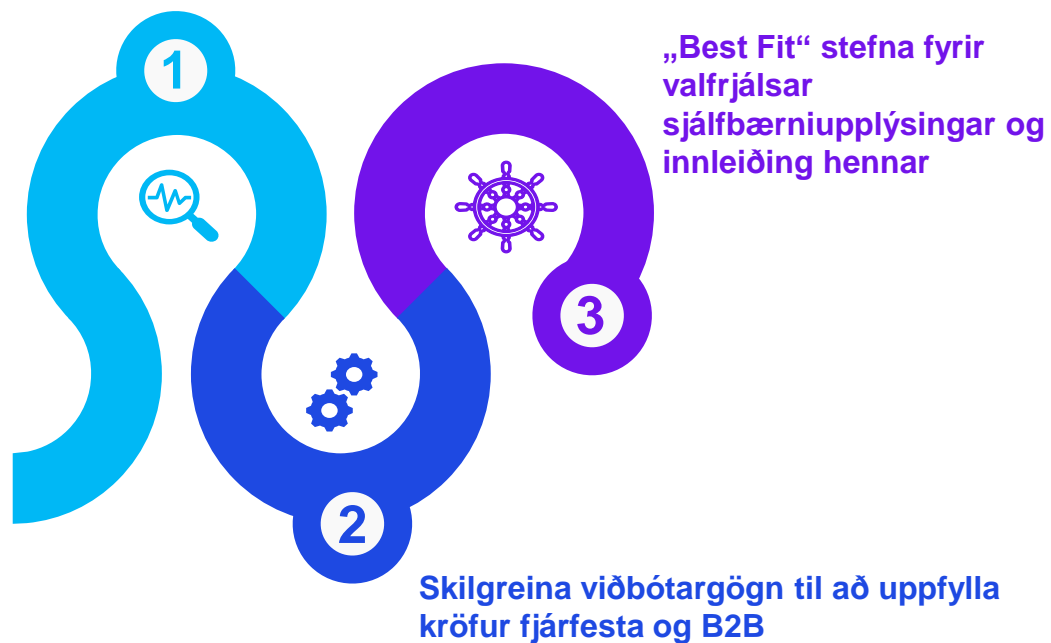 1
„Best Fit“ stefna fyrir
valfrjálsar
sjálfbærniupplýsingar og
innleiðing hennar
3
2
Skilgreina viðbótargögn til að uppfylla
kröfur fjárfesta og B2B